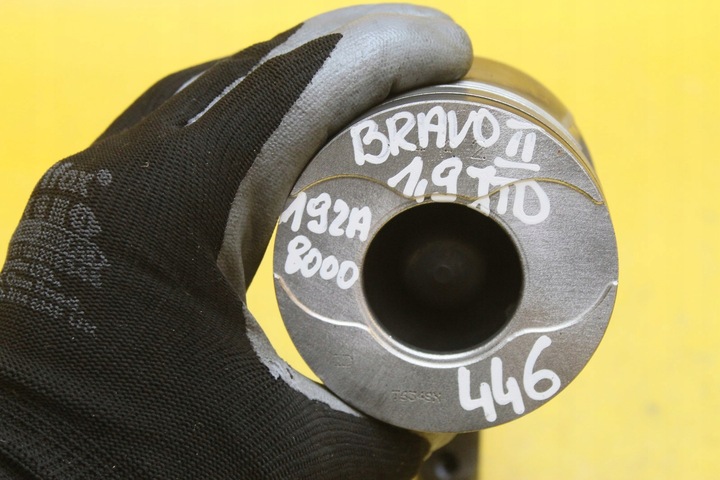 BRAVO II
1,9 JTD
192A
8000
446